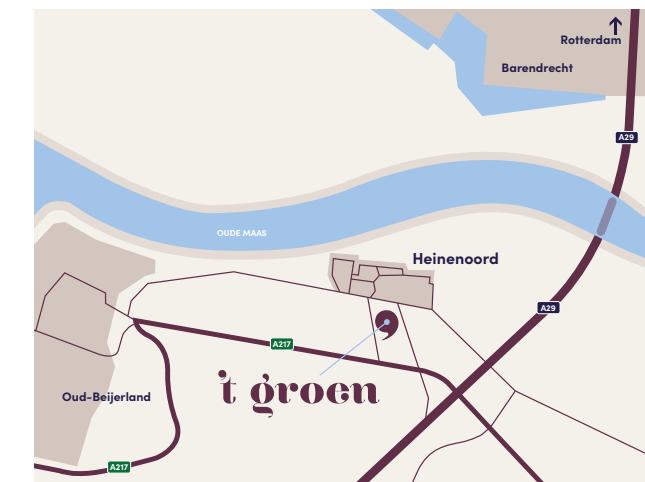 Rotterdam
Barendrecht
A29
OUDE MAAS
Heinenoord
A29
A217
't groen
Oud-Beijerland
A217